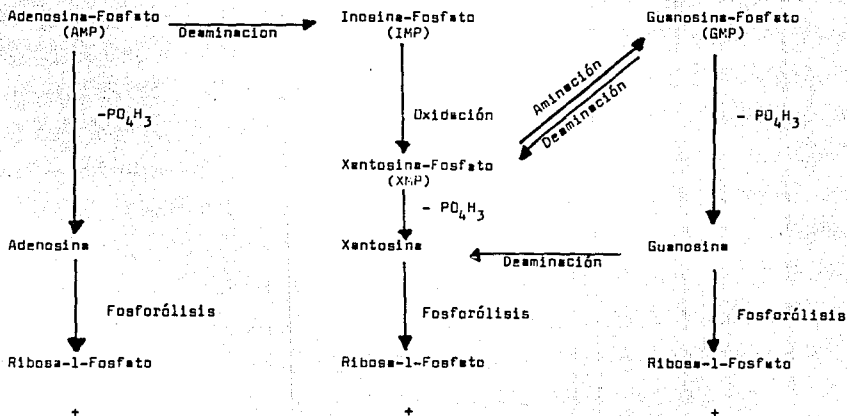 Adenosina-Fosfato Inosina-Fosfato Guanosina-Fosfato
(AMP) Deaminacion (IMP) (GMP)
Aminación
Deaminación
-PO4H3 Oxidación - PO4H3
Xantosina-Fosfato
(XMP)
- PO4H3
Adenosina Xantosina Guanosina
Deaminación
Fosforólisis Fosforólisis Fosforólisis
Ribosa-1-Fosfato Ribosa-1-Fosfato Ribosa-1-Fosfato
+ + +